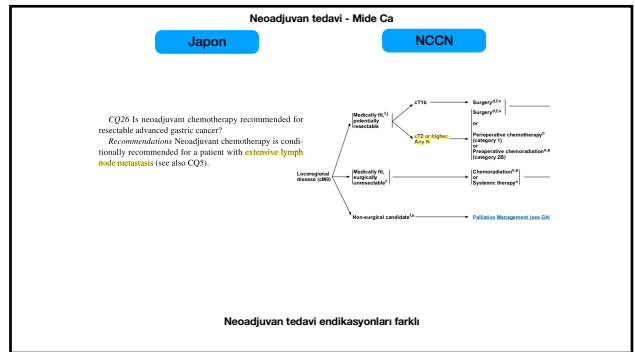 Neoadjuvan tedavi - Mide Ca
Japon
NCCN
CQ26 Is neoadjuvant chemotherapy recommended for
resectable advanced gastric cancer?
Recommendations Neoadjuvant chemotherapy is condi-
tionally recommended for a patient with extensive lymph
node metastasis (see also CQ5).
Locoregional
disease (cM0)
Medically fit,
potentially
resectable
cT1b
Surgery
cT2 or higher,
Any N
Surgery
or
Perioperative chemotherapy
(category 1)
or
Preoperative chemoradiation
(category 2B)
Medically fit,
surgically
unresectable
Chemoradiation
or
Systemic therapy
Non-surgical candidate
Palliative Management (see GA
Neoadjuvan tedavi endikasyonları farklı